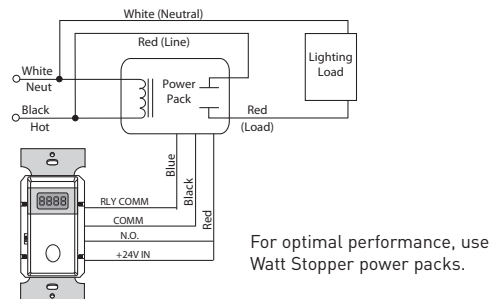 White (Neutral)
Red (Line)
Lighting
Load
White
Neut
Power
Pack
Black
Hot
Red
(Load)
Blue
Black
Red
8888
RLY COMM
COMM
N.O.
+24V IN
For optimal performance, use
Watt Stopper power packs.